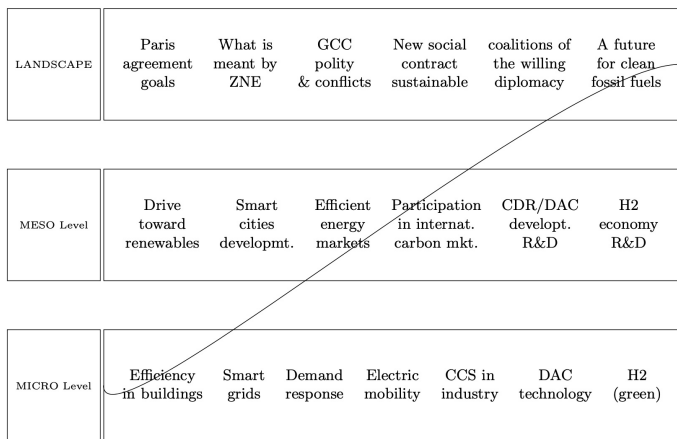 LANDSCAPE
Paris
agreement
goals
What is
meant by
ZNE
GCC
polity
& conflicts
New social
contract
sustainable
coalitions of
the willing
diplomacy
A future
for clean
fossil fuels
MESO Level
Drive
toward
renewables
Smart
cities
developmt.
Efficient
energy
markets
Participation
in internat.
carbon mkt.
CDR/DAC
developt.
R&D
H2
economy
R&D
MICRO Level
Efficiency
in buildings
Smart
grids
Demand
response
Electric
mobility
CCS in
industry
DAC
technology
H2
(green)